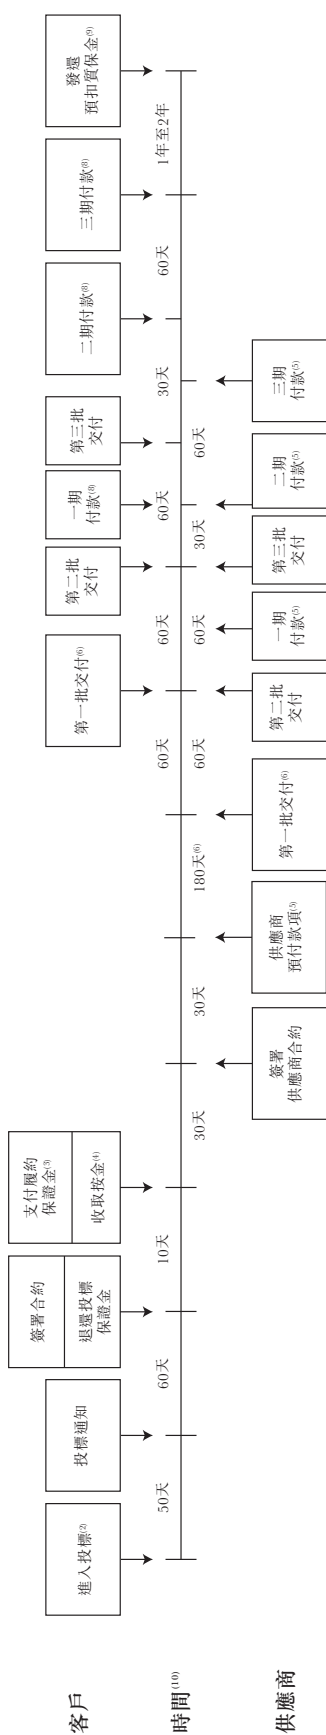 客戶
進入投標(2)
投標通知
簽署合約
退還投標
保證金
支付履約
保證金(3)
收取按金(4)
第一批交付(6)
第二批
交付
一期
付款(8)
第三批
交付
二期付款(8)
三期付款(8)
發還
預扣質保金(9)
時間(10)
50天
60天
10天
30天
30天
180天(6)
60天
60天
60天
60天
60天
30天
60天
30天
60天
1年至2年
供應商
簽署
供應商合約
供應商
預付款項(5)
第一批交付(6)
第二批
交付
一期
付款(5)
第三批
交付
二期
付款(5)
三期
付款(5)